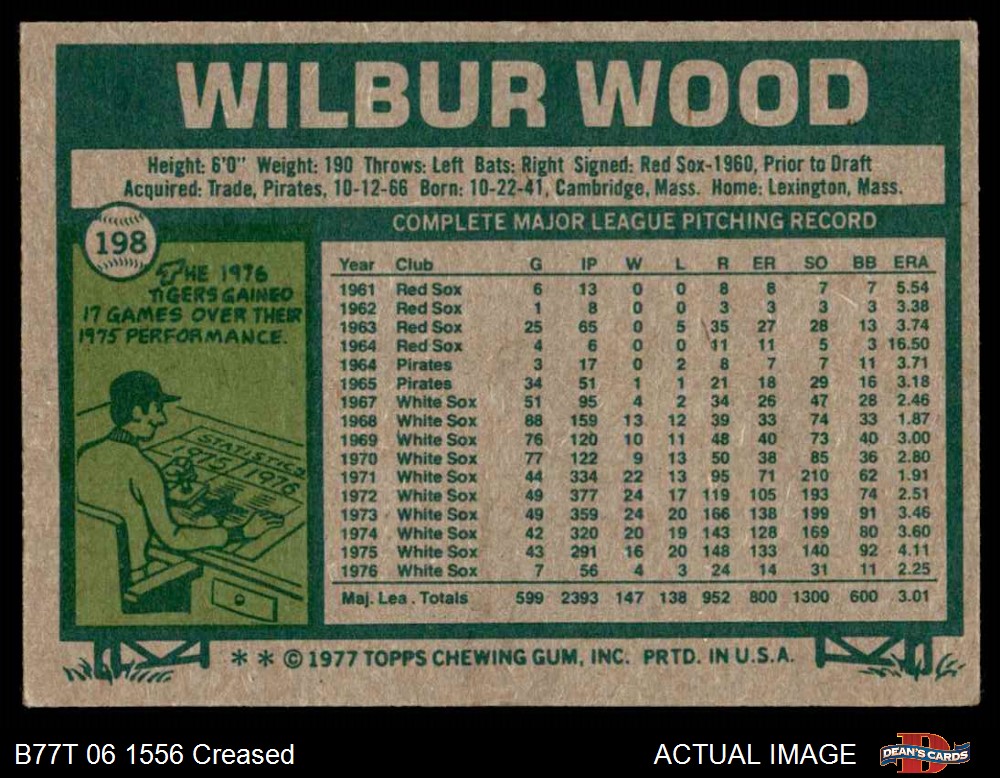 WILBUR WOOD
Height: 6'0" Weight: 190 Throws: Left Bats: Right Signed: Red Sox-1960, Prior to Draft
Acquired: Trade, Pirates, 10-12-66 Born: 10-22-41, Cambridge, Mass. Home: Lexington, Mass.
198
THE 1976
TIGERS GAINED
17 GAMES OVER THEIR
1975 PERFORMANCE.
STATISTICS
1975 1976
COMPLETE MAJOR LEAGUE PITCHING RECORD
Year Club G IP W L R ER SO BB ERA
1961 Red Sox 6 13 0 0 8 8 7 7 5.54
1962 Red Sox 1 8 0 0 3 3 3 3 3.38
1963 Red Sox 25 65 0 5 35 27 28 13 3.74
1964 Red Sox 4 6 0 0 11 11 5 3 16.50
1964 Pirates 3 17 0 2 8 7 7 11 3.71
1965 Pirates 34 51 1 1 21 18 29 16 3.18
1967 White Sox 51 95 4 2 34 26 47 28 2.46
1968 White Sox 88 159 13 12 39 33 74 33 1.87
1969 White Sox 76 120 10 11 48 40 73 40 3.00
1970 White Sox 77 122 9 13 50 38 85 36 2.80
1971 White Sox 44 334 22 13 95 71 210 62 1.91
1972 White Sox 49 377 24 17 119 105 193 74 2.51
1973 White Sox 49 359 24 20 166 138 199 91 3.46
1974 White Sox 42 320 20 19 143 128 169 80 3.60
1975 White Sox 43 291 16 20 148 133 140 92 4.11
1976 White Sox 7 56 4 3 24 14 31 11 2.25
Maj. Lea. Totals 599 2393 147 138 952 800 1300 600 3.01
* * © 1977 TOPPS CHEWING GUM, INC. PRTD. IN U.S.A.
B77T 06 1556 Creased
ACTUAL IMAGE
DEAN'S CARDS